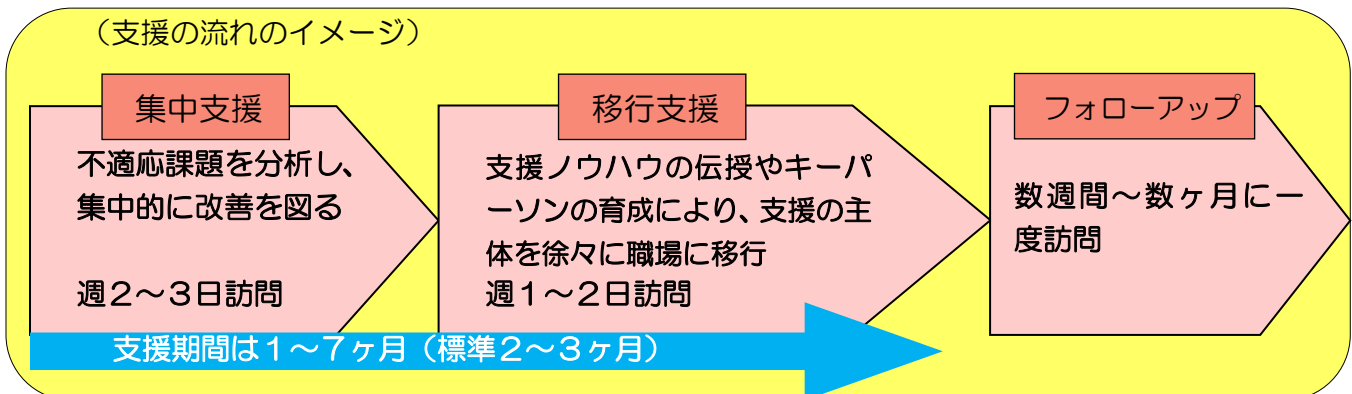 （支援の流れのイメージ）
集中支援
不適応課題を分析し、
集中的に改善を図る
週２～３日訪問
移行支援
支援ノウハウの伝授やキーパ
ーソンの育成により、支援の主
体を徐々に職場に移行
週１～２日訪問
フォローアップ
数週間～数ヶ月に一
度訪問
支援期間は１～７ヶ月（標準２～３ヶ月）